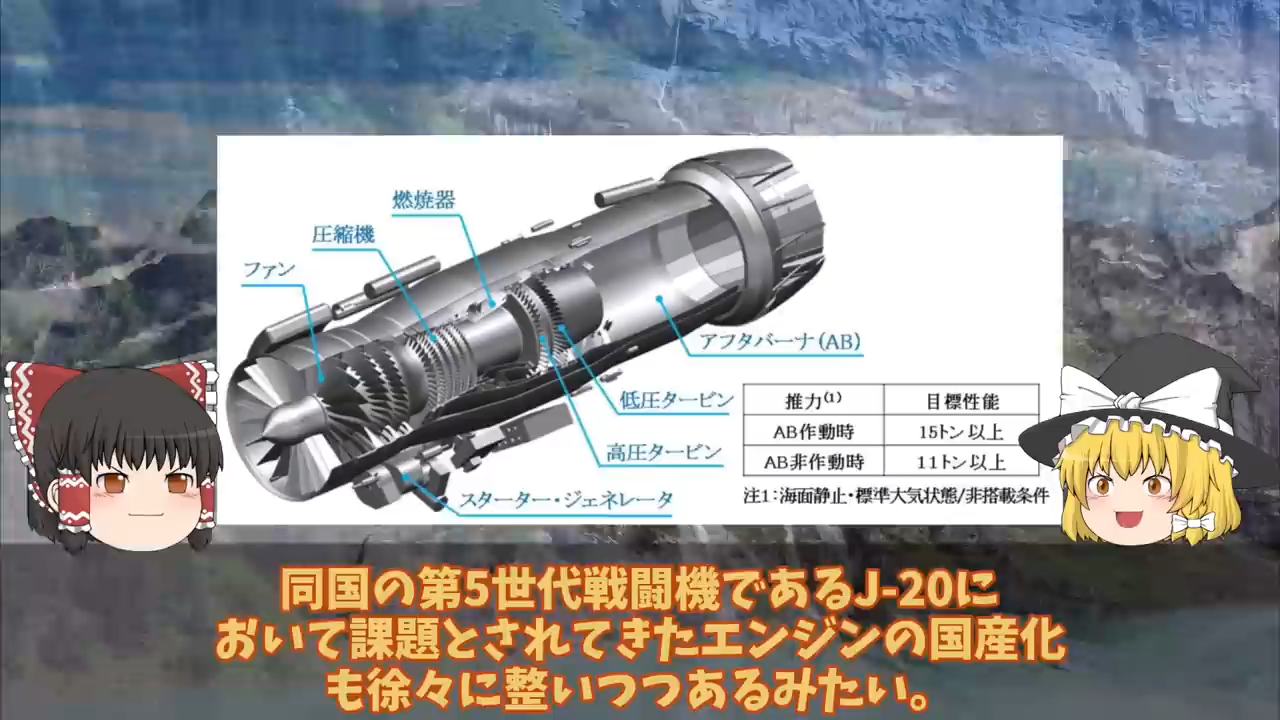 燃焼器
圧縮機
ファン
アフタバーナ(AB)
低圧タービン
高圧タービン
スターター・ジェネレータ
推力(1) 目標性能
AB作動時 15トン以上
AB非作動時 11トン以上
注1:海面静止・標準大気状態/非搭載条件
同国の第5世代戦闘機であるJ-20に
おいて課題とされてきたエンジンの国産化
も徐々に整いつつあるみたい。